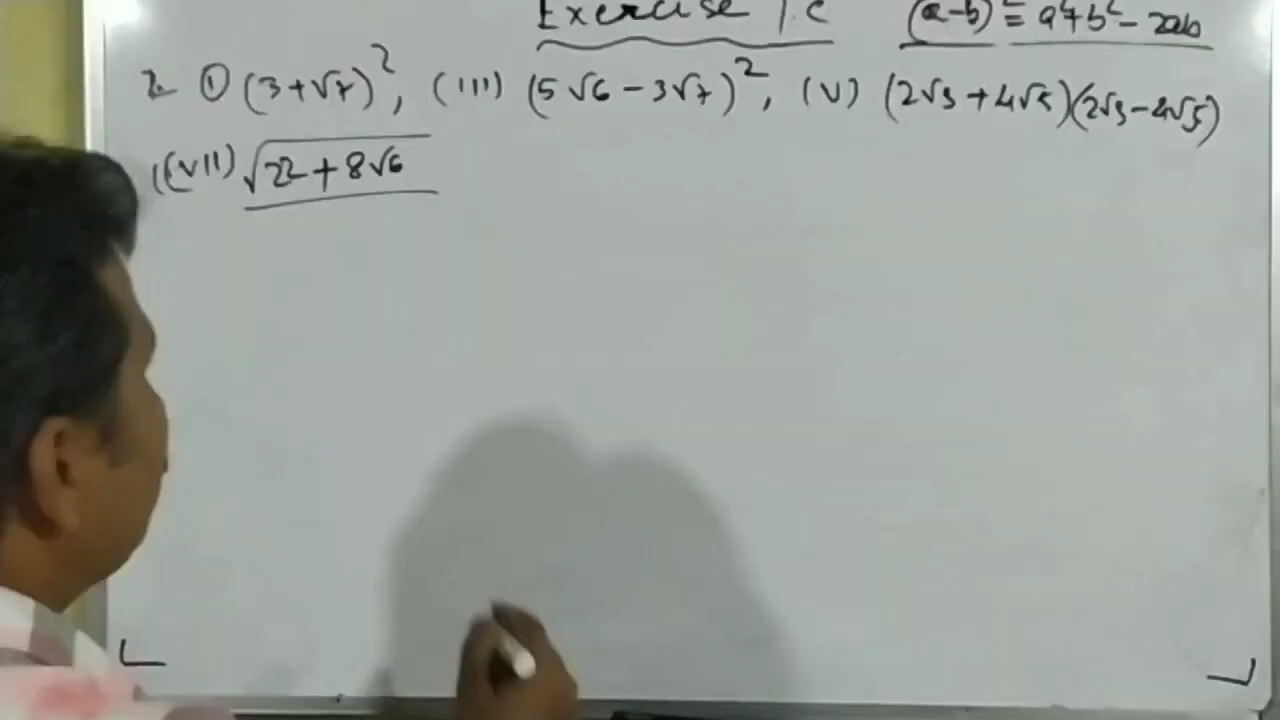 Exercise 1C (a-b)² = a²+b²-2ab
2. ① (3+√7)², (III) (5√6-3√7)², (V) (2√3+4√5)(2√3-4√5)
(VII) √22+8√6